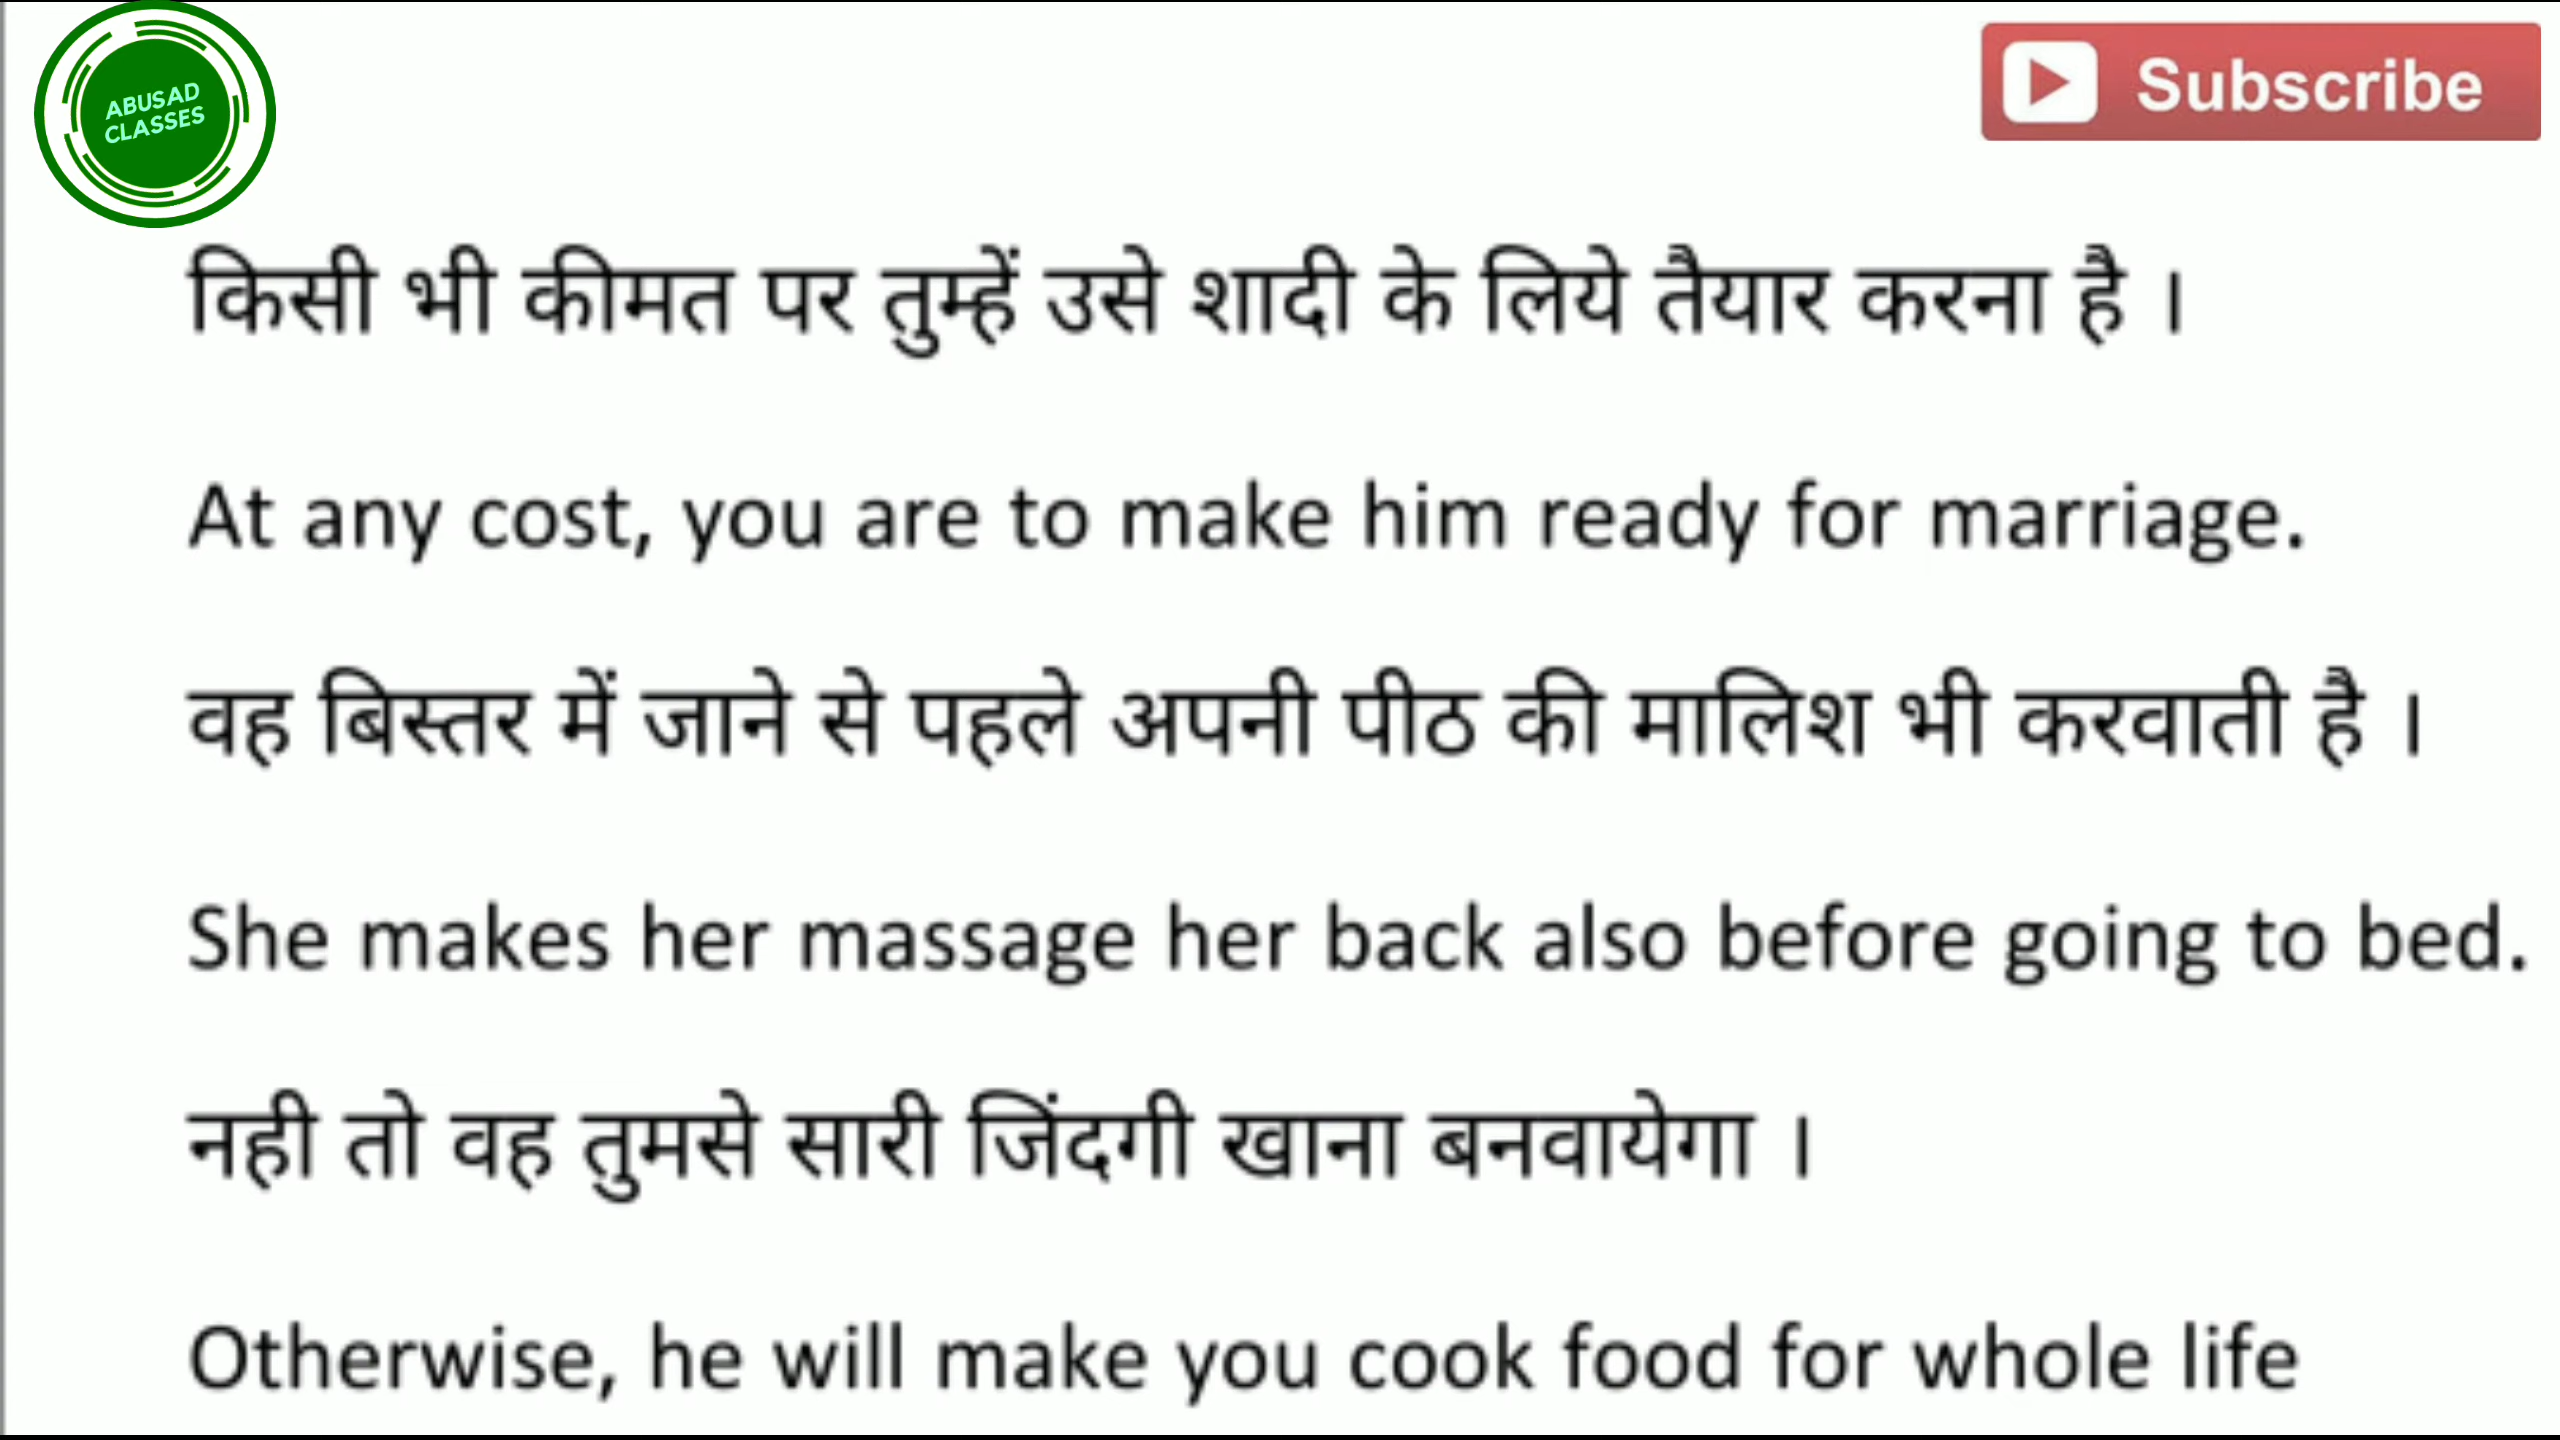 ABUSAD
CLASSES
Subscribe
किसी भी कीमत पर तुम्हें उसे शादी के लिये तैयार करना है ।
At any cost, you are to make him ready for marriage.
वह बिस्तर में जाने से पहले अपनी पीठ की मालिश भी करवाती है ।
She makes her massage her back also before going to bed.
नही तो वह तुमसे सारी जिंदगी खाना बनवायेगा ।
Otherwise, he will make you cook food for whole life